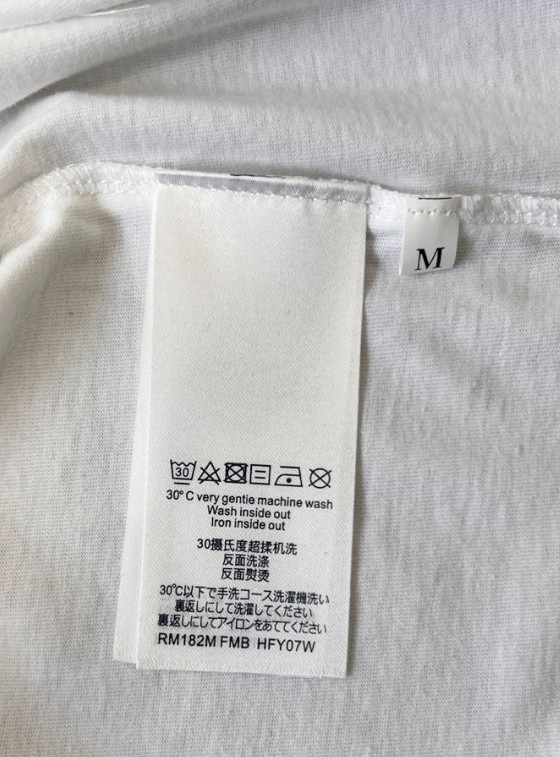 M
30
30°C very gentie machine wash
Wash inside out
Iron inside out
30摄氏度超揉机洗
反面洗涤
反面熨烫
30℃以下で手洗コース洗濯機洗い
裏返しにして洗濯してください
裏返しにしてアイロンをあててください
RM182M FMB HFY07W